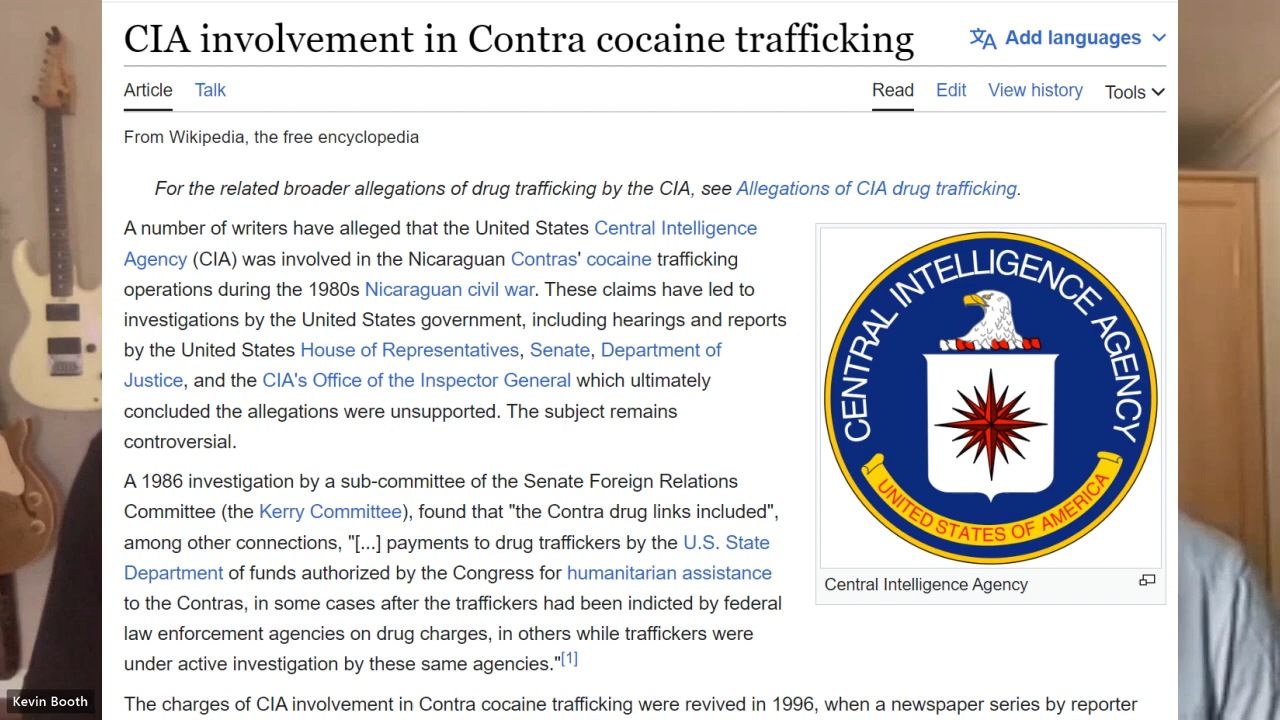 CIA involvement in Contra cocaine trafficking
Add languages
Article Talk Read Edit View history Tools
From Wikipedia, the free encyclopedia
For the related broader allegations of drug trafficking by the CIA, see Allegations of CIA drug trafficking.
A number of writers have alleged that the United States Central Intelligence
Agency (CIA) was involved in the Nicaraguan Contras' cocaine trafficking
operations during the 1980s Nicaraguan civil war. These claims have led to
investigations by the United States government, including hearings and reports
by the United States House of Representatives, Senate, Department of
Justice, and the CIA's Office of the Inspector General which ultimately
concluded the allegations were unsupported. The subject remains
controversial.
A 1986 investigation by a sub-committee of the Senate Foreign Relations
Committee (the Kerry Committee), found that "the Contra drug links included",
among other connections, "[...] payments to drug traffickers by the U.S. State
Department of funds authorized by the Congress for humanitarian assistance
to the Contras, in some cases after the traffickers had been indicted by federal
law enforcement agencies on drug charges, in others while traffickers were
under active investigation by these same agencies."[1]
CENTRAL INTELLIGENCE AGENCY
UNITED STATES OF AMERICA
Central Intelligence Agency
The charges of CIA involvement in Contra cocaine trafficking were revived in 1996, when a newspaper series by reporter
Kevin Booth